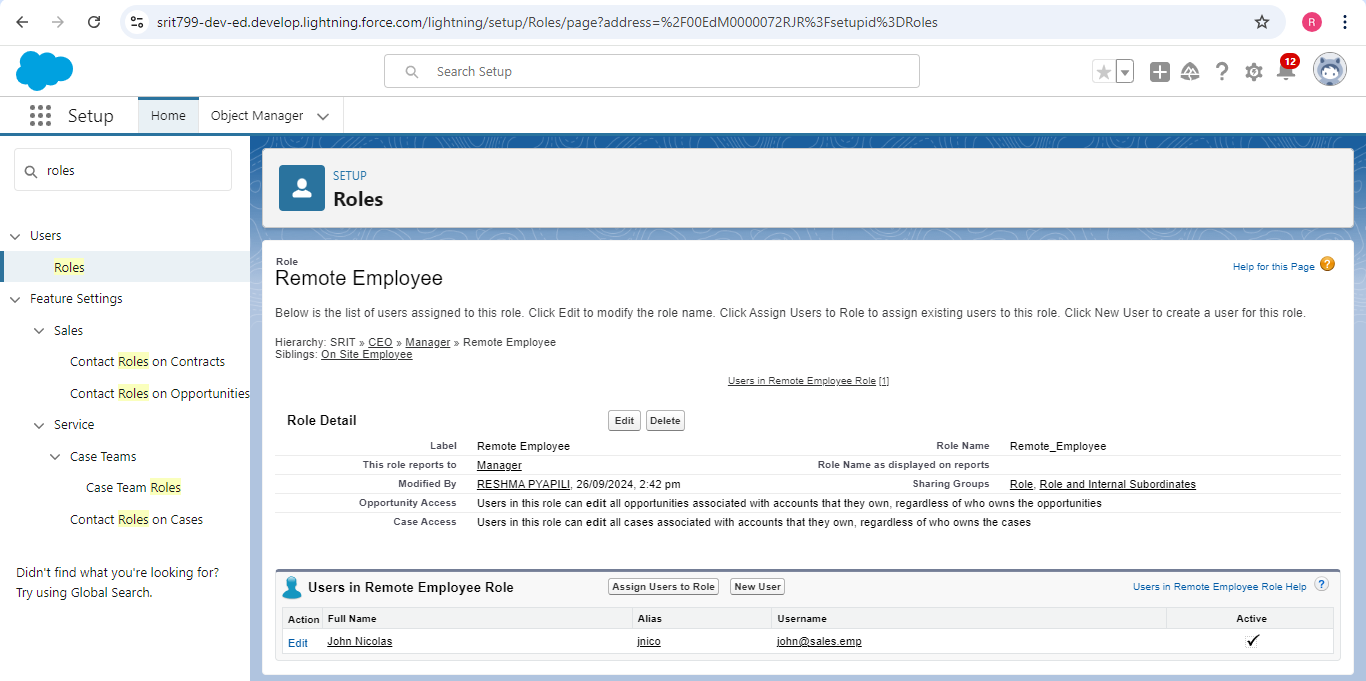 srit799-dev-ed.develop.lightning.force.com/lightning/setup/Roles/page?address=%2F00EdM0000072RJR%3Fsetupid%3DRoles
R
Search Setup
12
Setup
Home
Object Manager
roles
Users
Roles
Feature Settings
Sales
Contact Roles on Contracts
Contact Roles on Opportunities
Service
Case Teams
Case Team Roles
Contact Roles on Cases
Didn't find what you're looking for?
Try using Global Search.
SETUP
Roles
Role
Remote Employee
Help for this Page ?
Below is the list of users assigned to this role. Click Edit to modify the role name. Click Assign Users to Role to assign existing users to this role. Click New User to create a user for this role.
Hierarchy: SRIT » CEO » Manager » Remote Employee
Siblings: On Site Employee
Users in Remote Employee Role [1]
Role Detail Edit Delete
Label Remote Employee Role Name Remote_Employee
This role reports to Manager Role Name as displayed on reports
Modified By RESHMA PYAPILI, 26/09/2024, 2:42 pm Sharing Groups Role, Role and Internal Subordinates
Opportunity Access Users in this role can edit all opportunities associated with accounts that they own, regardless of who owns the opportunities
Case Access Users in this role can edit all cases associated with accounts that they own, regardless of who owns the cases
Users in Remote Employee Role Assign Users to Role New User Users in Remote Employee Role Help ?
Action Full Name Alias Username Active
Edit John Nicolas jnico john@sales.emp